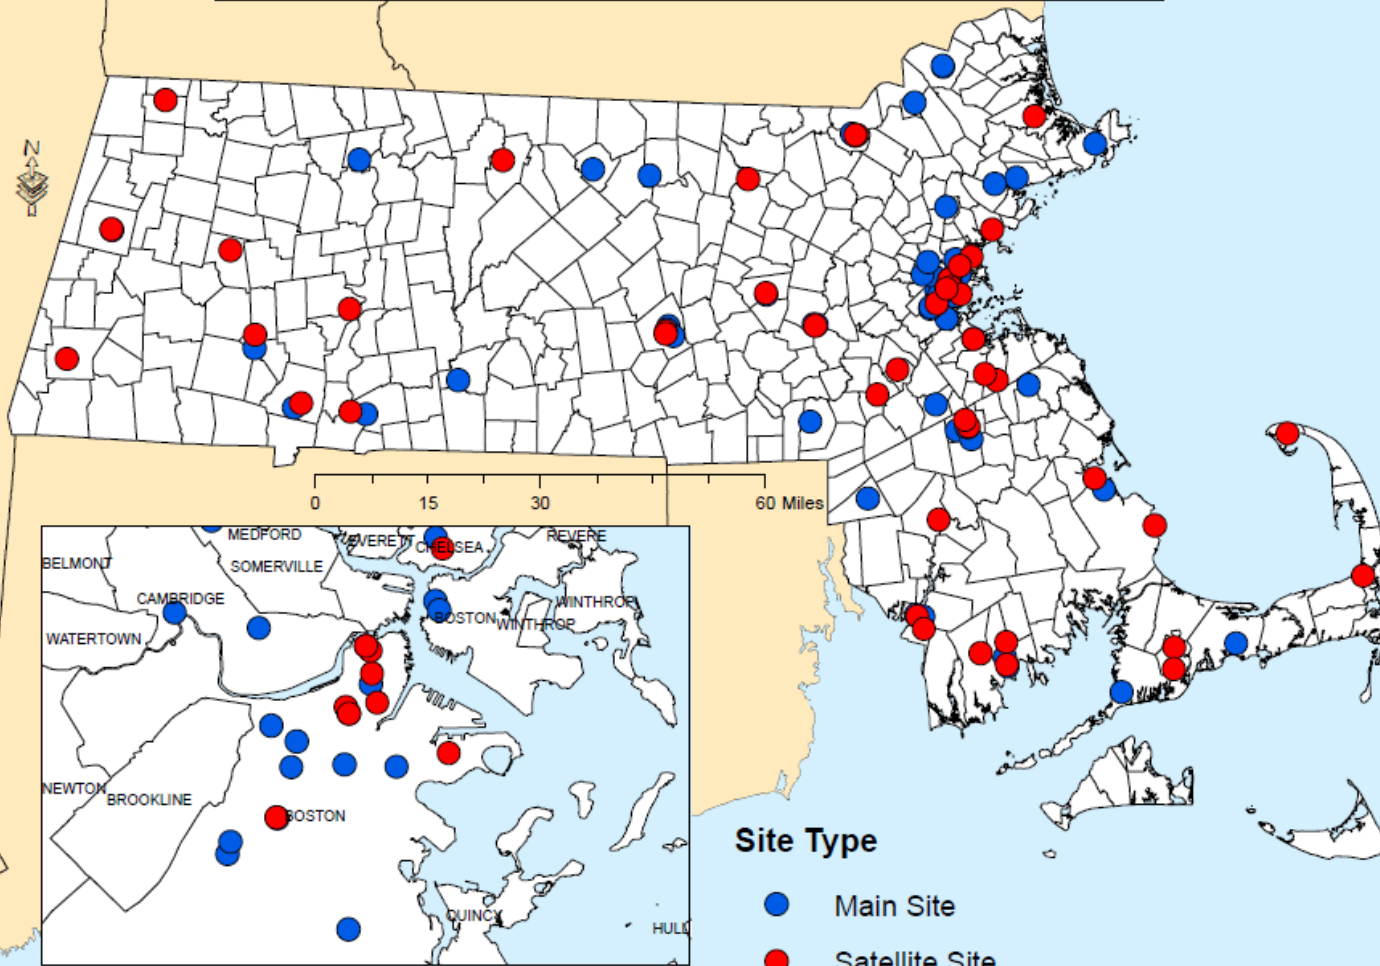 N
0 15 30 60 Miles
MEDFORD
EVERETT
CHELSEA
REVERE
BELMONT
SOMERVILLE
CAMBRIDGE
WINTHROP
BOSTON
WINTHROP
WATERTOWN
NEWTON
BROOKLINE
BOSTON
QUINCY
HULL
Site Type
Main Site
Satellite Site